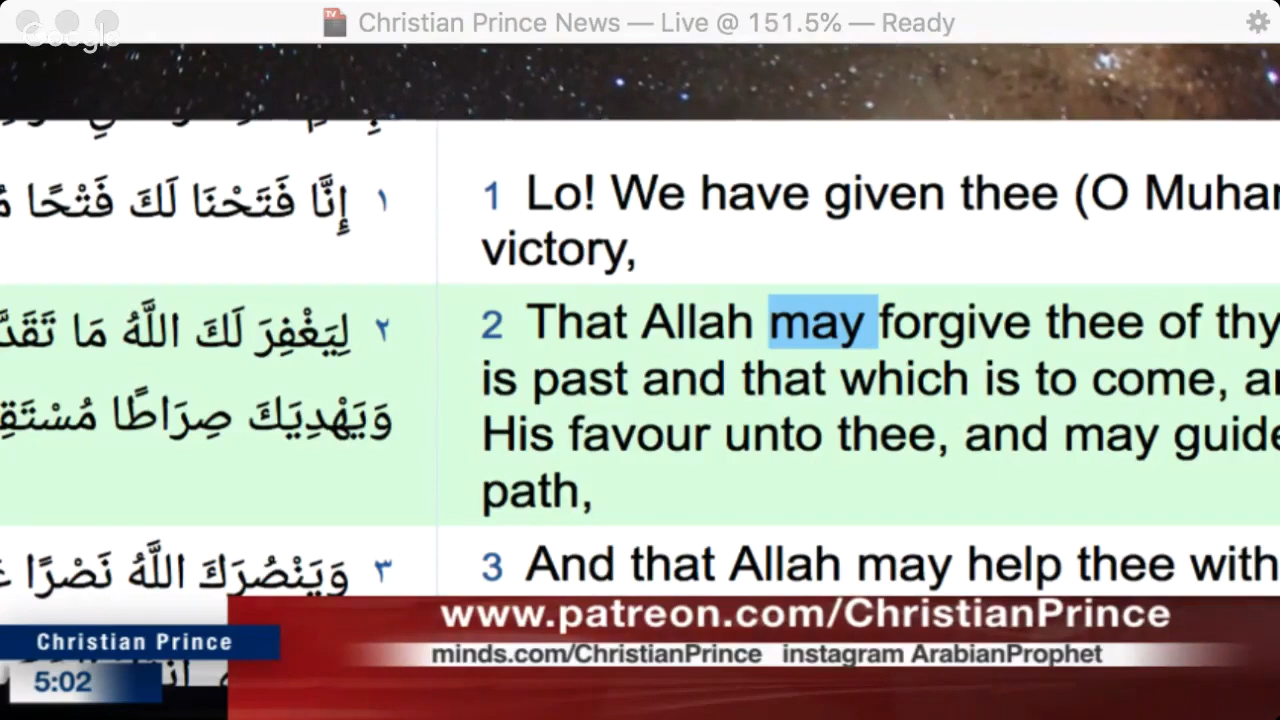 Christian Prince News — Live @ 151.5% — Ready
Google
١ إِنَّا فَتَحْنَا لَكَ فَتْحًا
1 Lo! We have given thee (O Muham
victory,
٢ لِيَغْفِرَ لَكَ اللَّهُ مَا
وَيَهْدِيَكَ صِرَاطًا
2 That Allah may forgive thee of thy
is past and that which is to come, an
His favour unto thee, and may guide
path,
٣ وَيَنْصُرَكَ اللَّهُ نَصْرًا
3 And that Allah may help thee with
www.patreon.com/ChristianPrince
Christian Prince
minds.com/ChristianPrince instagram ArabianProphet
5:02